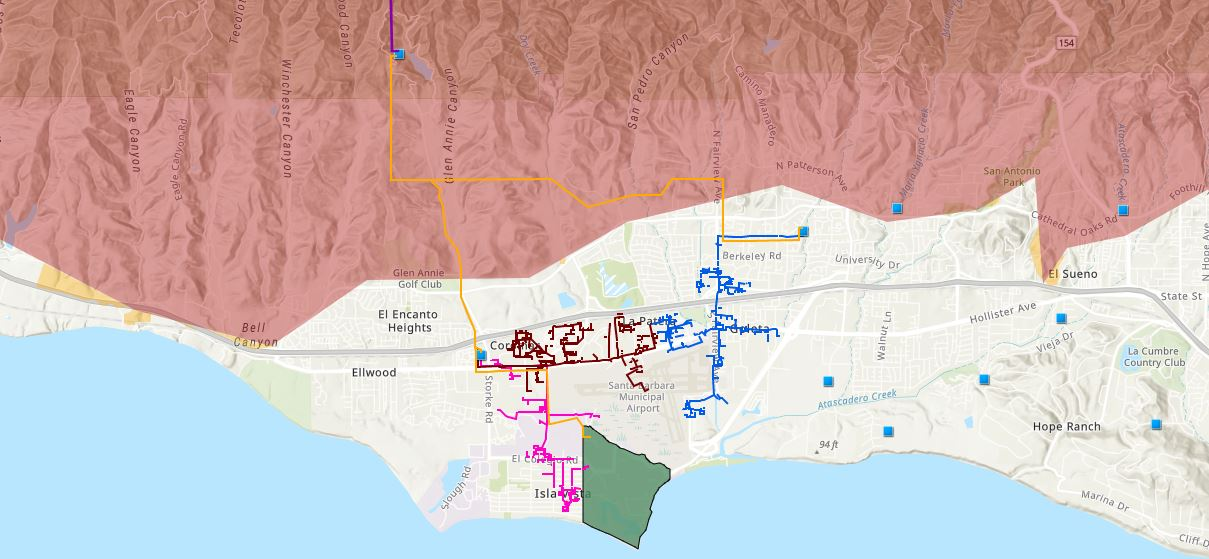 154
Dry Creek
San Pedro Canyon
Camino Manadero
Eagle Canyon
Eagle Canyon Rd
Winchester Canyon
N Fairview Ave
Maria Ygnacio Creek
Atascadero Creek
N Patterson Ave
San Antonio
Park
Foothill
Cathedral Oaks Rd
N Hope Ave
Berkeley Rd
University Dr
El Sueno
Glen Annie
Golf Club
State St
Bell
Canyon
El Encanto
Heights
Hollister Ave
Walnut Ln
Vieja Dr
La Cumbre
Country Club
Goleta
Ellwood
Storke Rd
Santa Barbara
Municipal
Airport
Atascadero Creek
Hope Ranch
94 ft
Slough Rd
Isla Vista
Marina Dr
Cliff D